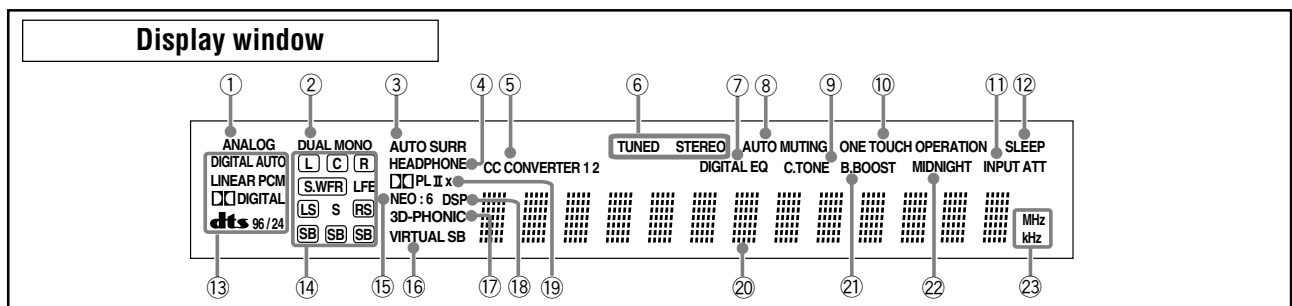 Display window
① ② ③ ④ ⑤ ⑥ ⑦ ⑧ ⑨ ⑩ ⑪ ⑫
ANALOG DUAL MONO AUTO SURR TUNED STEREO AUTO MUTING ONE TOUCH OPERATION SLEEP
DIGITAL AUTO L C R HEADPHONE CC CONVERTER 1 2 DIGITAL EQ C.TONE B.BOOST MIDNIGHT INPUT ATT
LINEAR PCM S.WFR LFE PL II x
DIGITAL LS S RS NEO : 6 DSP
dts 96 / 24 3D-PHONIC MHz
SB SB SB VIRTUAL SB kHz
⑬ ⑭ ⑮ ⑯ ⑰ ⑱ ⑲ ⑳ ㉑ ㉒ ㉓